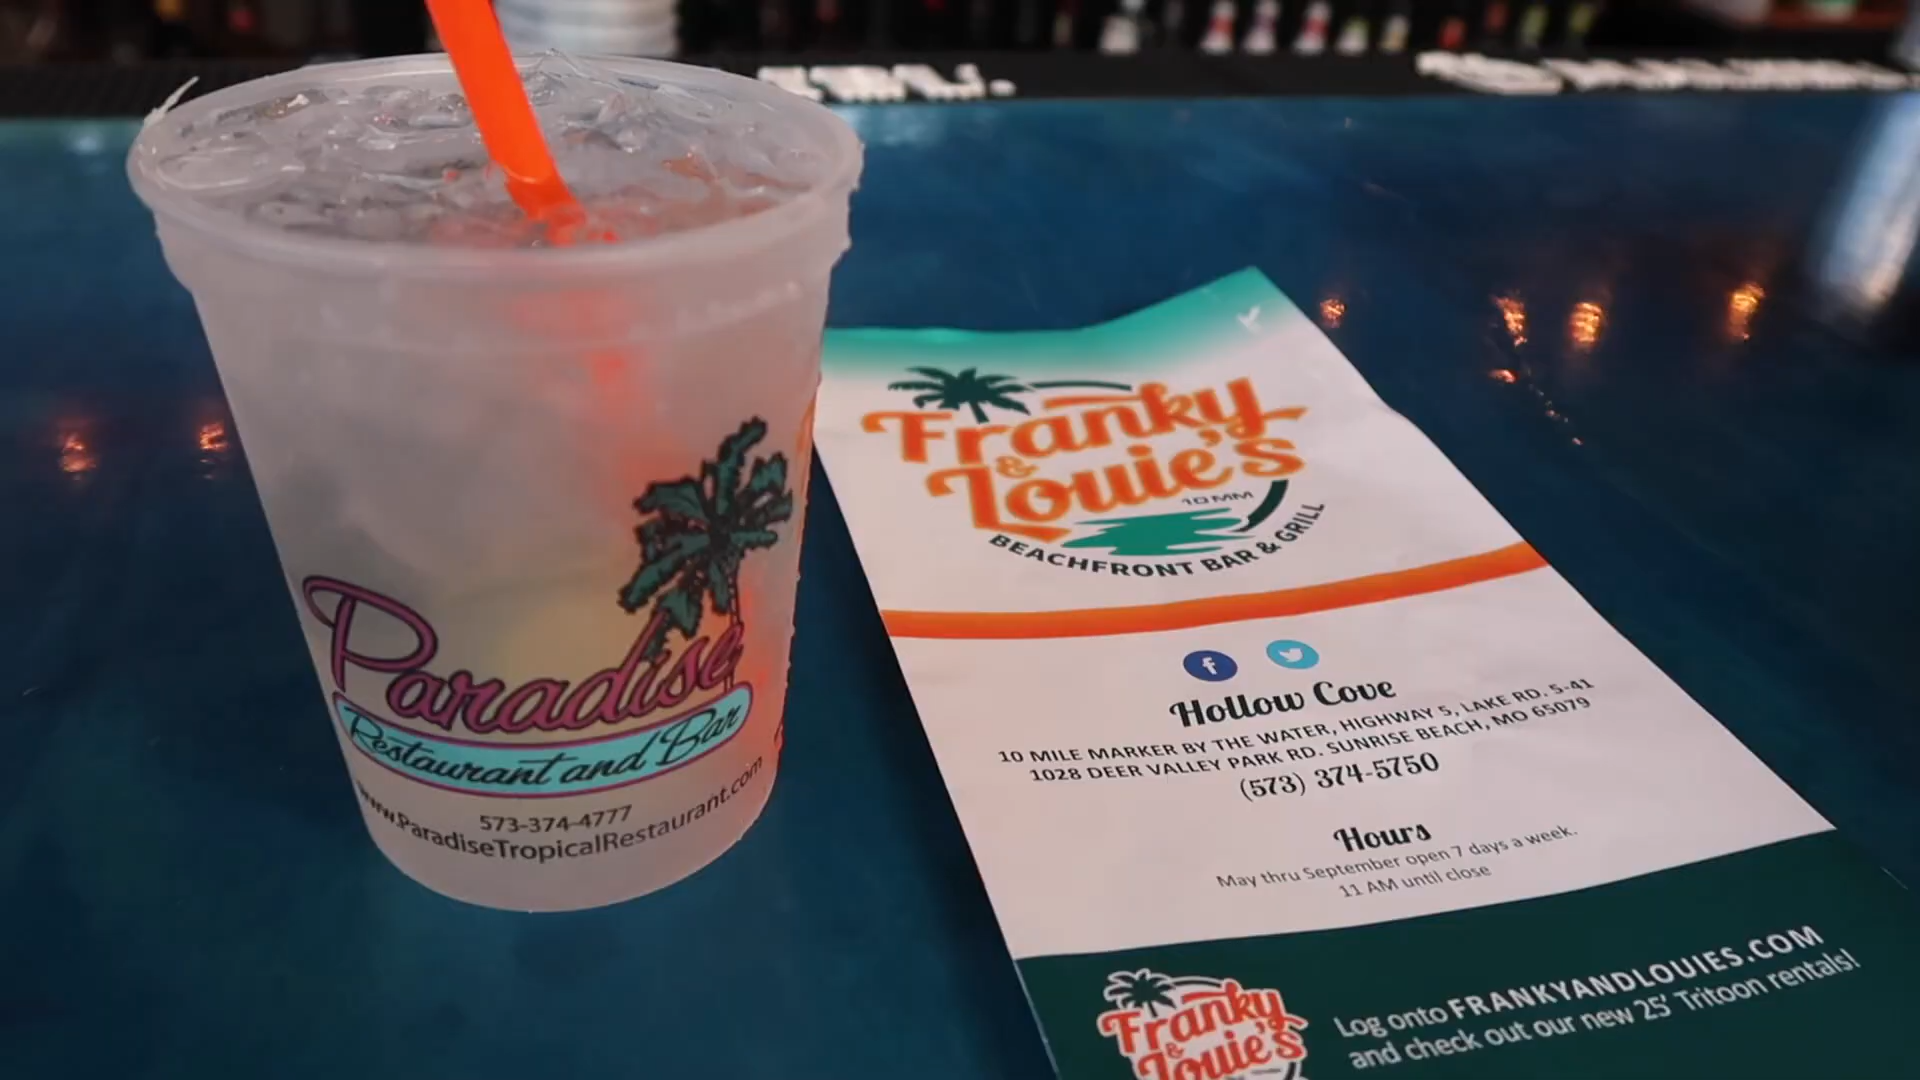 Paradise
Restaurant and Bar
573-374-4777
www.ParadiseTropicalRestaurant.com
Franky
& Louie's
10 MM
BEACHFRONT BAR & GRILL
Hollow Cove
10 MILE MARKER BY THE WATER, HIGHWAY 5, LAKE RD. 5-41
1028 DEER VALLEY PARK RD. SUNRISE BEACH, MO 65079
(573) 374-5750
Hours
May thru September open 7 days a week.
11 AM until close
Franky
& Louie's
Log onto FRANKYANDLOUIES.COM
and check out our new 25' Tritoon rentals!